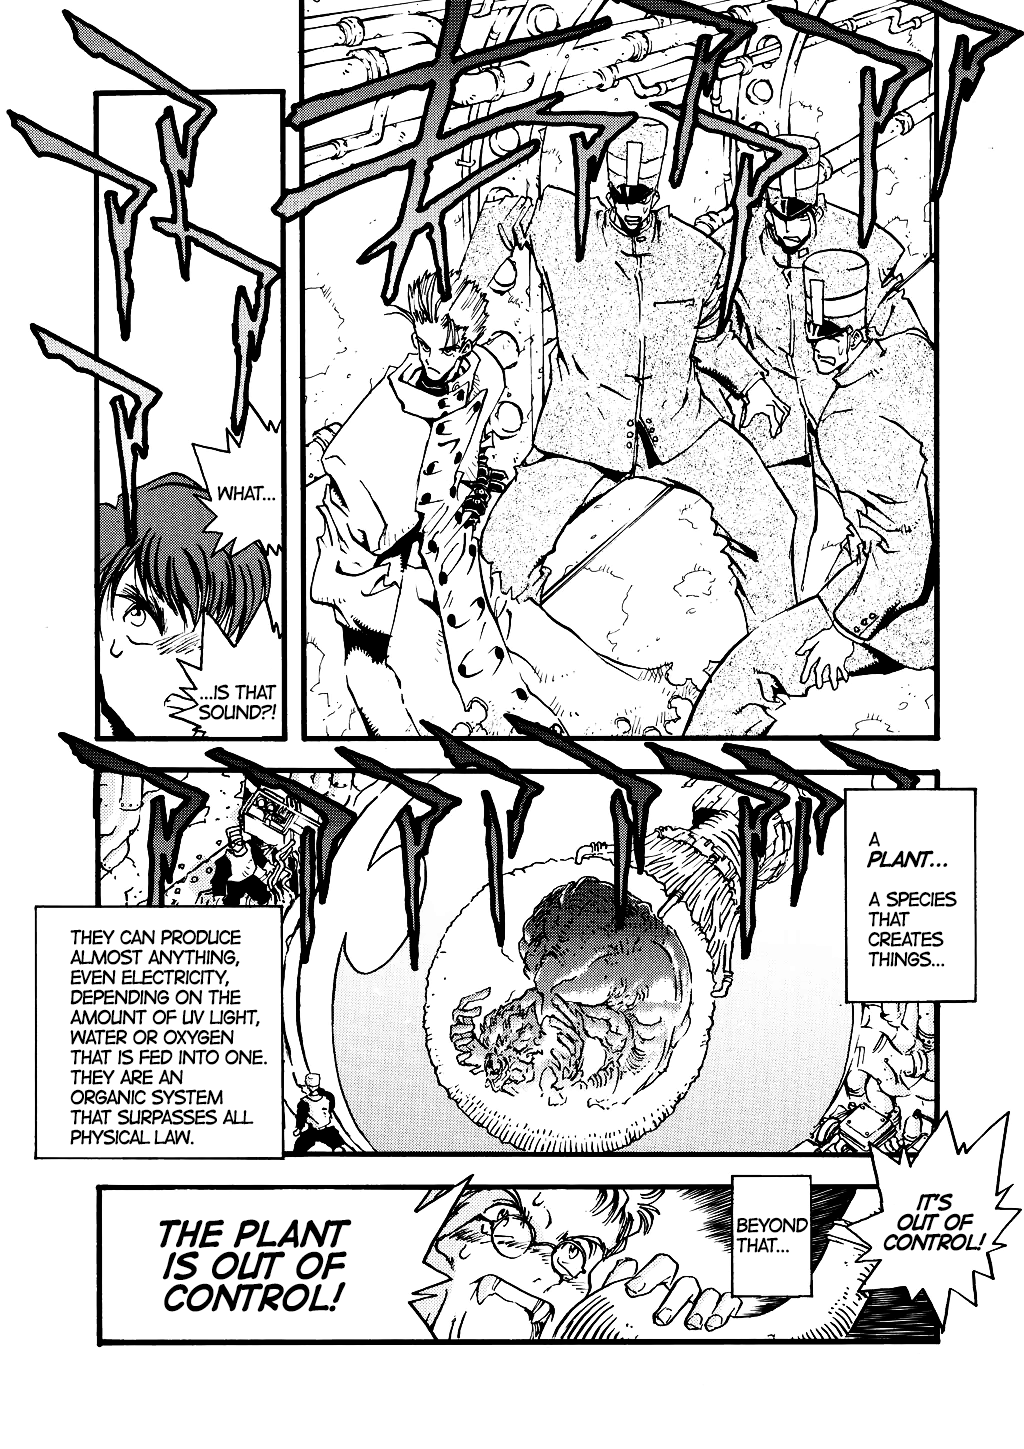 WHAT...
...IS THAT
SOUND?!
A
PLANT...
A SPECIES
THAT
CREATES
THINGS...
THEY CAN PRODUCE
ALMOST ANYTHING,
EVEN ELECTRICITY,
DEPENDING ON THE
AMOUNT OF UV LIGHT,
WATER OR OXYGEN
THAT IS FED INTO ONE.
THEY ARE AN
ORGANIC SYSTEM
THAT SURPASSES ALL
PHYSICAL LAW.
IT'S
OUT OF
CONTROL!
BEYOND
THAT...
THE PLANT
IS OUT OF
CONTROL!